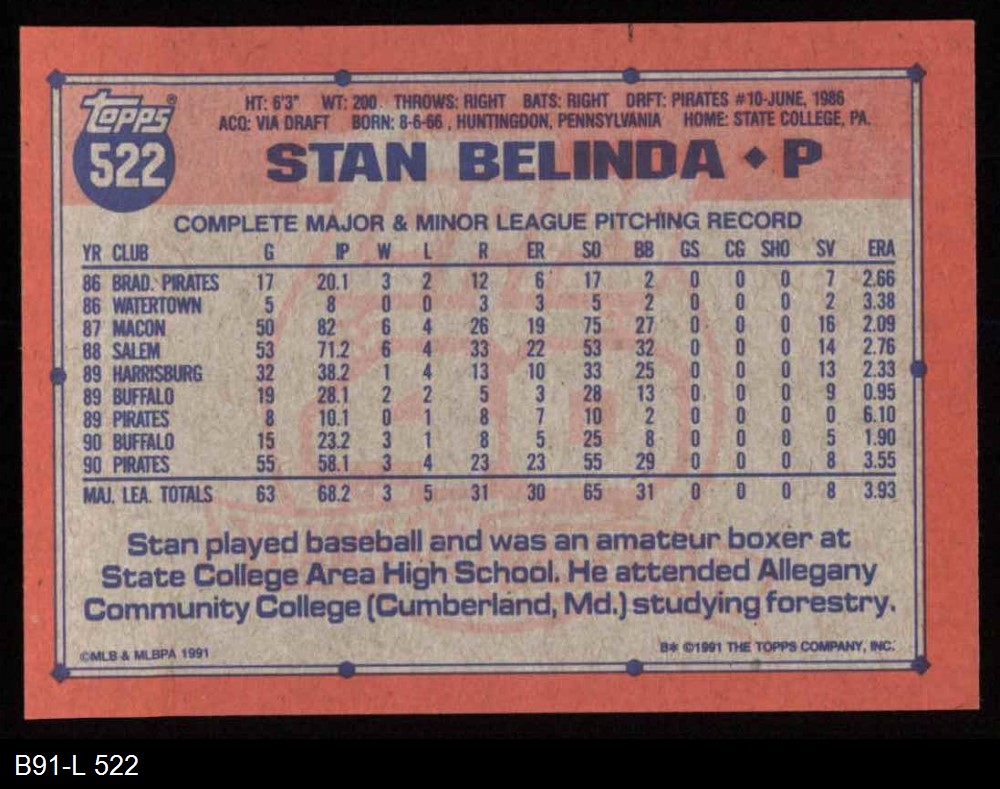 topps®
522
HT: 6'3" WT: 200 THROWS: RIGHT BATS: RIGHT DRFT: PIRATES #10-JUNE, 1986
ACQ: VIA DRAFT BORN: 8-6-66, HUNTINGDON, PENNSYLVANIA HOME: STATE COLLEGE, PA.
STAN BELINDA ◆ P
COMPLETE MAJOR & MINOR LEAGUE PITCHING RECORD
YR CLUB G IP W L R ER SO BB GS CG SHO SV ERA
86 BRAD. PIRATES 17 20.1 3 2 12 6 17 2 0 0 0 7 2.66
86 WATERTOWN 5 8 0 0 3 3 5 2 0 0 0 2 3.38
87 MACON 50 82 6 4 26 19 75 27 0 0 0 16 2.09
88 SALEM 53 71.2 6 4 33 22 53 32 0 0 0 14 2.76
89 HARRISBURG 32 38.2 1 4 13 10 33 25 0 0 0 13 2.33
89 BUFFALO 19 28.1 2 2 5 3 28 13 0 0 0 9 0.95
89 PIRATES 8 10.1 0 1 8 7 10 2 0 0 0 0 6.10
90 BUFFALO 15 23.2 3 1 8 5 25 8 0 0 0 5 1.90
90 PIRATES 55 58.1 3 4 23 23 55 29 0 0 0 8 3.55
MAJ. LEA. TOTALS 63 68.2 3 5 31 30 65 31 0 0 0 8 3.93
Stan played baseball and was an amateur boxer at
State College Area High School. He attended Allegany
Community College (Cumberland, Md.) studying forestry.
©MLB & MLBPA 1991 B* ©1991 THE TOPPS COMPANY, INC.
B91-L 522